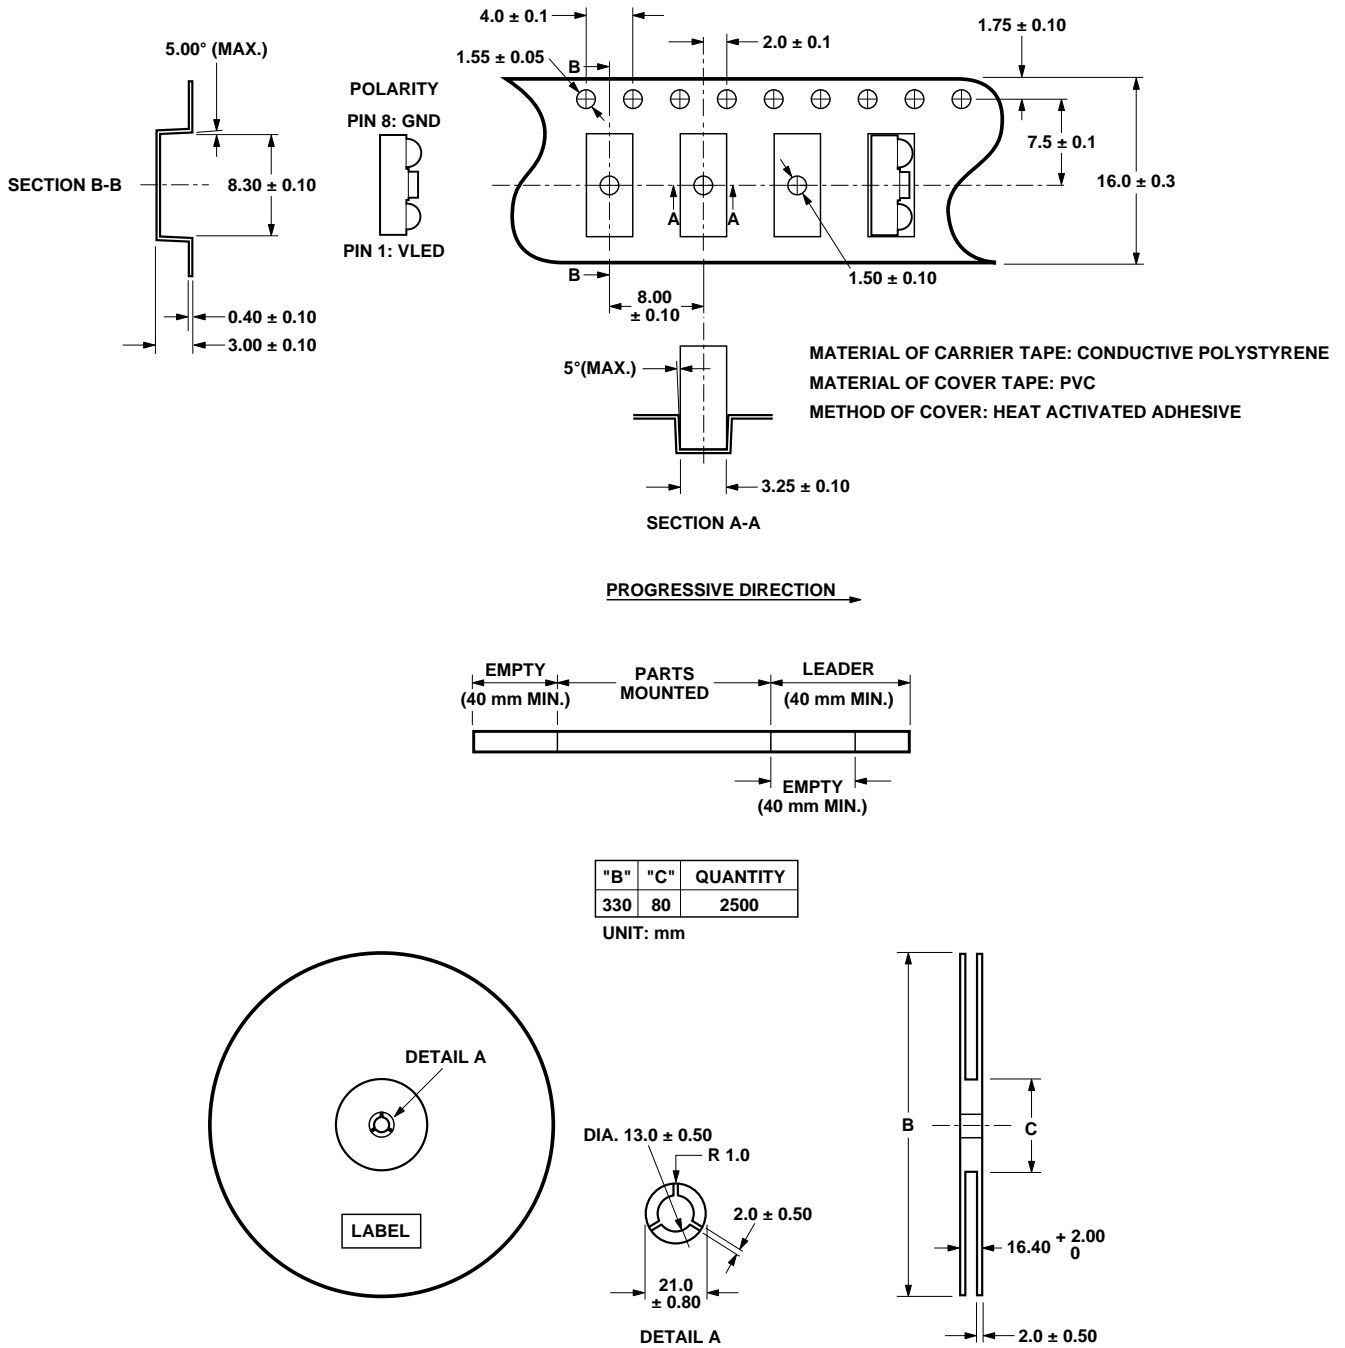 4.0 ± 0.1
2.0 ± 0.1
1.75 ± 0.10
5.00° (MAX.)
1.55 ± 0.05
B
POLARITY
PIN 8: GND
7.5 ± 0.1
SECTION B-B
8.30 ± 0.10
16.0 ± 0.3
A
A
PIN 1: VLED
B
1.50 ± 0.10
8.00
± 0.10
0.40 ± 0.10
3.00 ± 0.10
MATERIAL OF CARRIER TAPE: CONDUCTIVE POLYSTYRENE
5°(MAX.)
MATERIAL OF COVER TAPE: PVC
METHOD OF COVER: HEAT ACTIVATED ADHESIVE
3.25 ± 0.10
SECTION A-A
PROGRESSIVE DIRECTION
EMPTY
(40 mm MIN.)
PARTS
MOUNTED
LEADER
(40 mm MIN.)
EMPTY
(40 mm MIN.)
"B" "C" QUANTITY
330 80 2500
UNIT: mm
DETAIL A
LABEL
DIA. 13.0 ± 0.50
R 1.0
2.0 ± 0.50
21.0
± 0.80
DETAIL A
B
C
16.40 + 2.00
0
2.0 ± 0.50